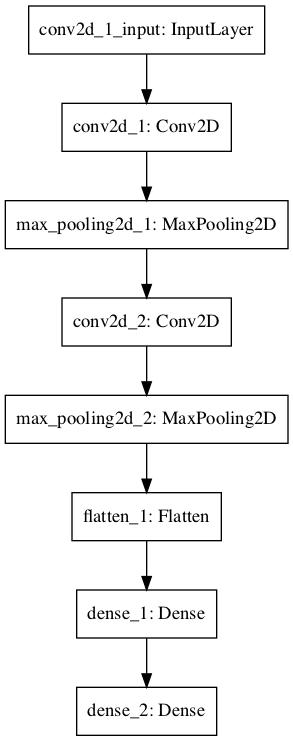 conv2d_1_input: InputLayer
conv2d_1: Conv2D
max_pooling2d_1: MaxPooling2D
conv2d_2: Conv2D
max_pooling2d_2: MaxPooling2D
flatten_1: Flatten
dense_1: Dense
dense_2: Dense